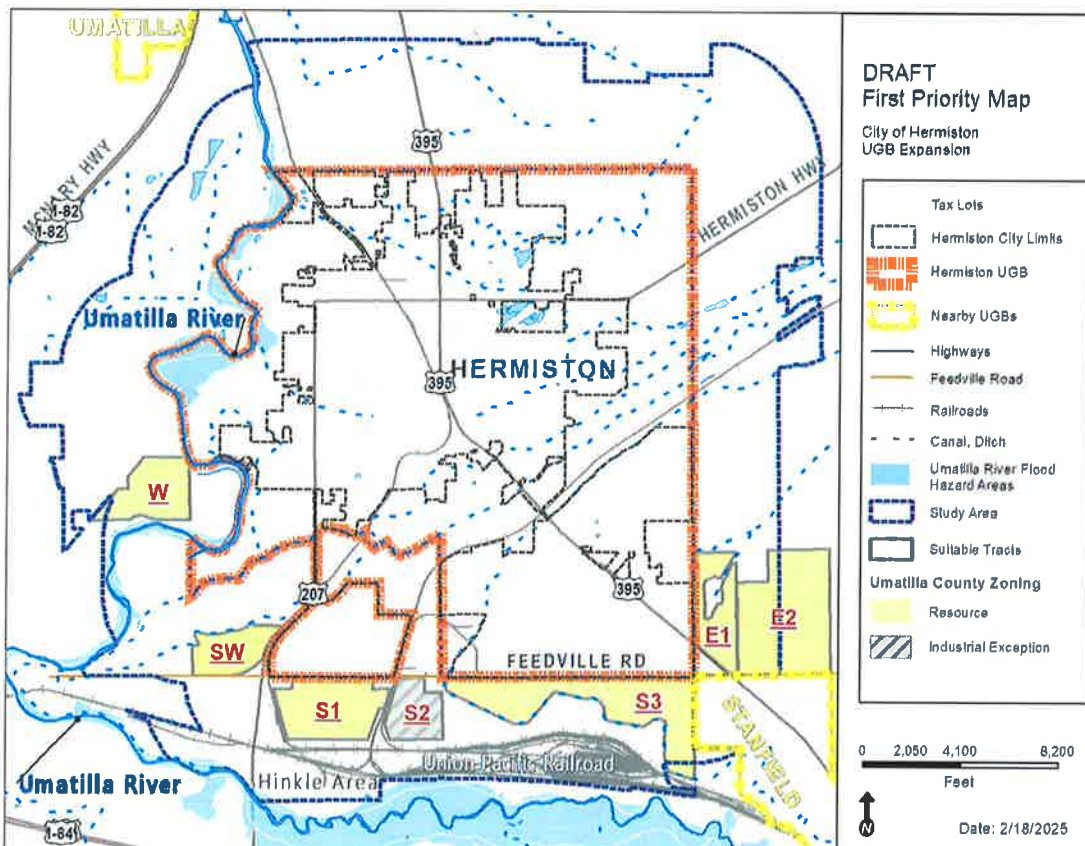 UMATILLA
MCNARY HWY
I-82
I-82
395
HERMISTON HWY
Umatilla River
395
HERMISTON
W
207
395
E1
E2
SW
FEEDVILLE RD
S1
S2
S3
STANFIELD
Union Pacific Railroad
Hinkle Area
Umatilla River
I-84
DRAFT
First Priority Map
City of Hermiston
UGB Expansion
Tax Lots
Hermiston City Limits
Hermiston UGB
Nearby UGBs
Highways
Feedville Road
Railroads
Canal, Ditch
Umatilla River Flood
Hazard Areas
Study Area
Suitable Tracts
Umatilla County Zoning
Resource
Industrial Exception
0 2,050 4,100 8,200
Feet
N
Date: 2/18/2025